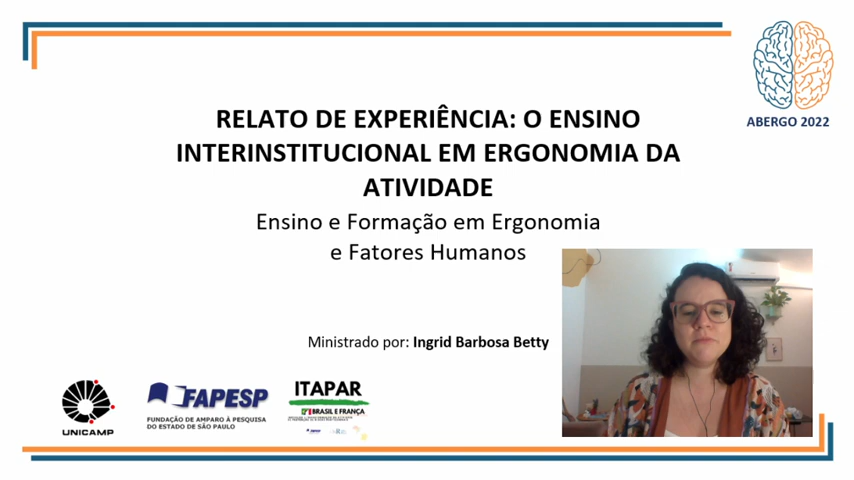 ABERGO 2022
RELATO DE EXPERIÊNCIA: O ENSINO
INTERINSTITUCIONAL EM ERGONOMIA DA
ATIVIDADE
Ensino e Formação em Ergonomia
e Fatores Humanos
Ministrado por: Ingrid Barbosa Betty
UNICAMP
FAPESP
FUNDAÇÃO DE AMPARO À PESQUISA
DO ESTADO DE SÃO PAULO
ITAPAR
BRASIL E FRANÇA